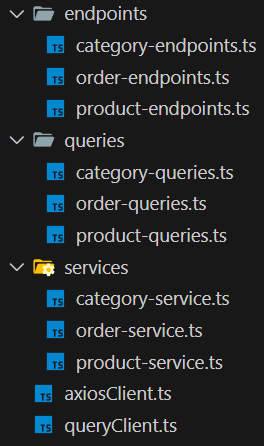 endpoints
TS category-endpoints.ts
TS order-endpoints.ts
TS product-endpoints.ts
queries
TS category-queries.ts
TS order-queries.ts
TS product-queries.ts
services
TS category-service.ts
TS order-service.ts
TS product-service.ts
TS axiosClient.ts
TS queryClient.ts